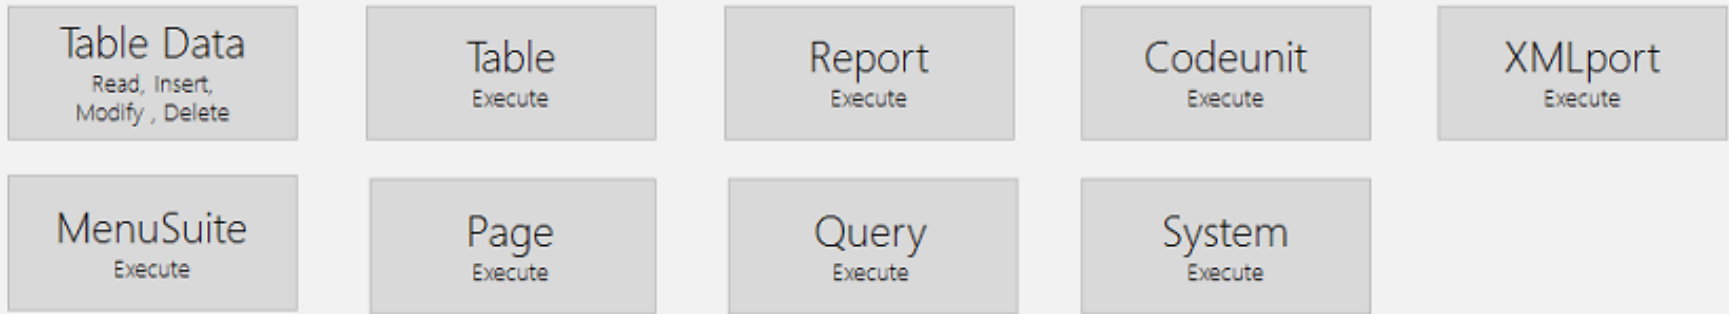 Table Data
Read, Insert,
Modify , Delete
Table
Execute
Report
Execute
Codeunit
Execute
XMLport
Execute
MenuSuite
Execute
Page
Execute
Query
Execute
System
Execute